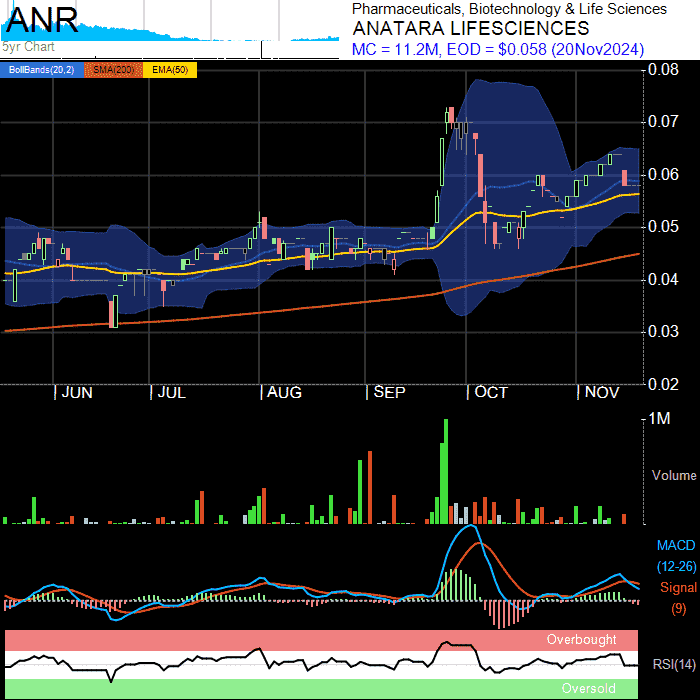 ANR
5yr Chart
Pharmaceuticals, Biotechnology & Life Sciences
ANATARA LIFESCIENCES
MC = 11.2M, EOD = $0.058 (20Nov2024)
BollBands(20,2) SMA(200) EMA(50)
0.08
0.07
0.06
0.05
0.04
0.03
0.02
JUN JUL AUG SEP OCT NOV
1M
Volume
MACD
(12-26)
Signal
(9)
Overbought
RSI(14)
Oversold